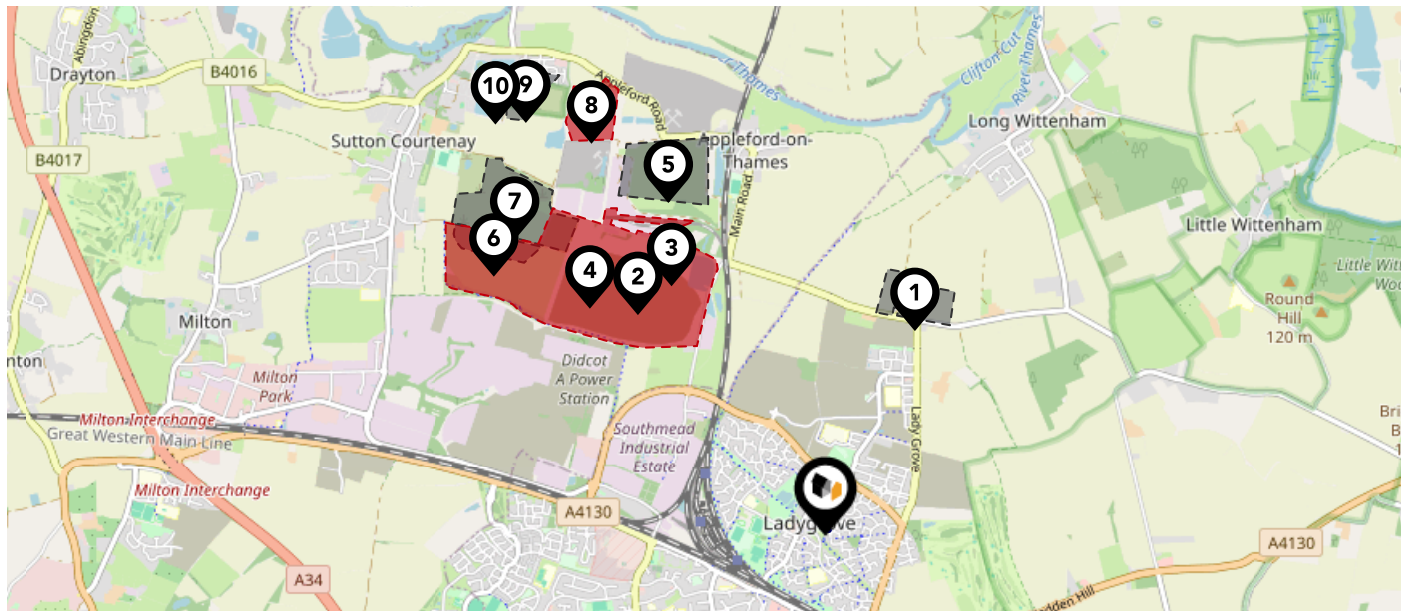 Abingdon
Drayton
B4016
B4017
Sutton Courtenay
10
9
8
Appleford Road
r Thames
Clifton Cut
River Thames
Long Wittenham
Appleford-on-
Thames
5
7
6
Main Road
3
4
2
1
Little Wittenham
Round
Hill
120 m
Milton
nton
Didcot
A Power
Station
Milton
Park
Milton Interchange
Great Western Main Line
Southmead
Industrial
Estate
Lady Grove
Milton Interchange
A4130
Ladygrove
A4130
A34
dden Hill